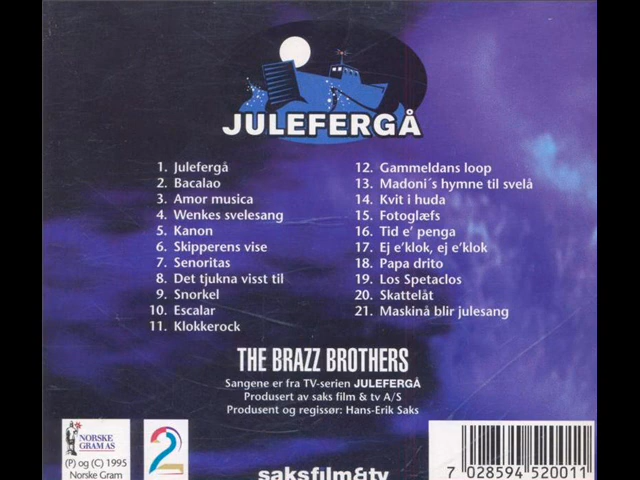 JULEFERGÅ
1. Julefergå
2. Bacalao
3. Amor musica
4. Wenkes svelesang
5. Kanon
6. Skipperens vise
7. Senoritas
8. Det tjukna visst til
9. Snorkel
10. Escalar
11. Klokkerock
12. Gammeldans loop
13. Madoni´s hymne til svelå
14. Kvit i huda
15. Fotoglæfs
16. Tid e' penga
17. Ej e'klok, ej e'klok
18. Papa drito
19. Los Spetaclos
20. Skattelåt
21. Maskinå blir julesang
THE BRAZZ BROTHERS
Sangene er fra TV-serien JULEFERGÅ
Produsert av saks film & tv A/S
Produsent og regissør: Hans-Erik Saks
NORSKE
GRAM AS
(P) og (C) 1995
Norske Gram
2
saksfilm&tv
7 028594 520011